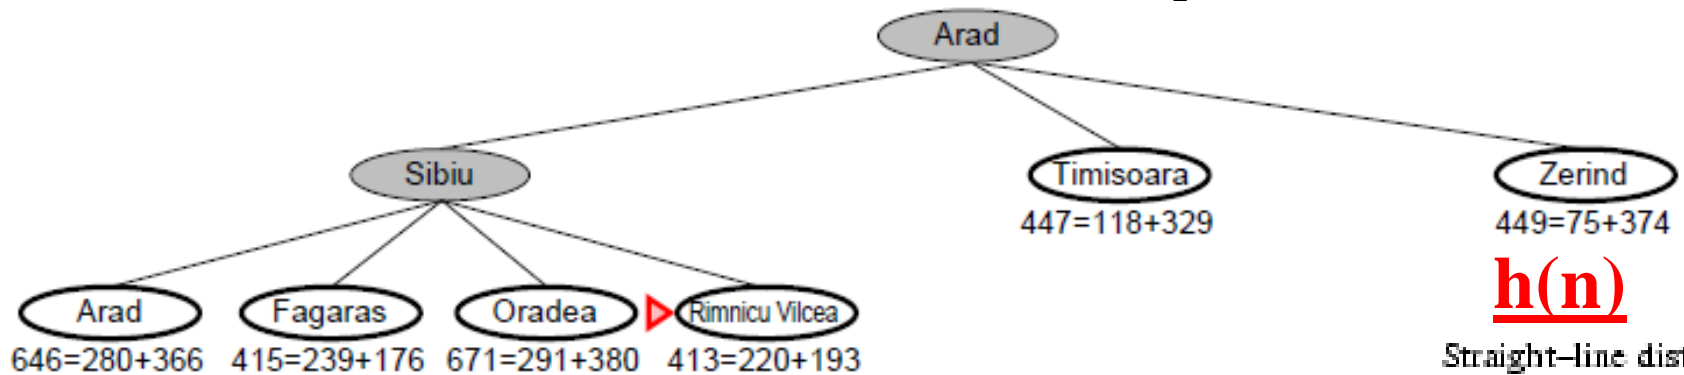 Arad
Sibiu
Timisoara
Zerind
447=118+329
449=75+374
h(n)
Arad
Fagaras
Oradea
Rimnicu Vilcea
646=280+366
415=239+176
671=291+380
413=220+193
Straight–line